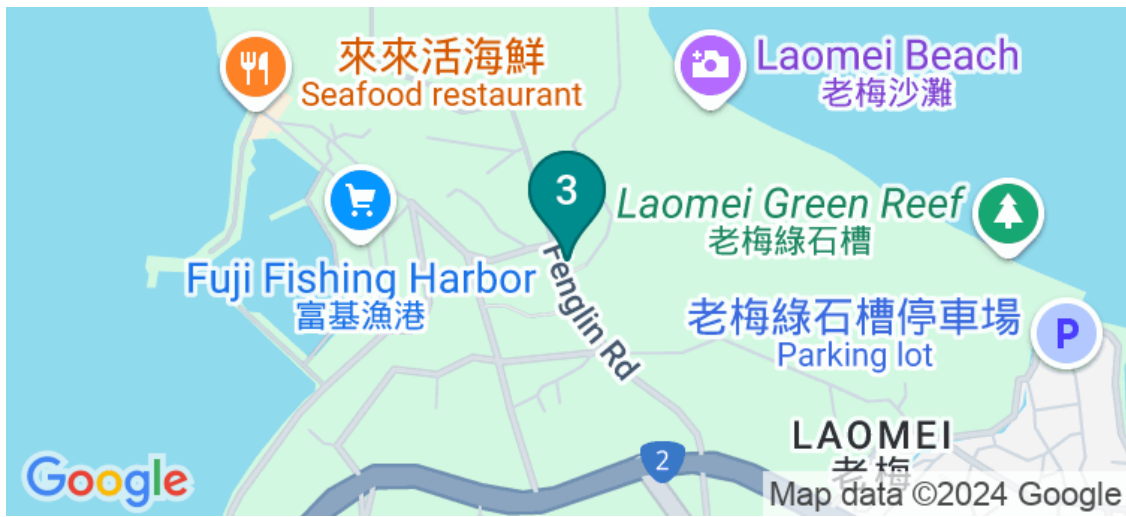 來來活海鮮
Seafood restaurant
Laomei Beach
老梅沙灘
3
Laomei Green Reef
老梅綠石槽
Fuji Fishing Harbor
富基漁港
Fenglin Rd
老梅綠石槽停車場
Parking lot
P
LAOMEI
老梅
2
Google
Map data ©2024 Google